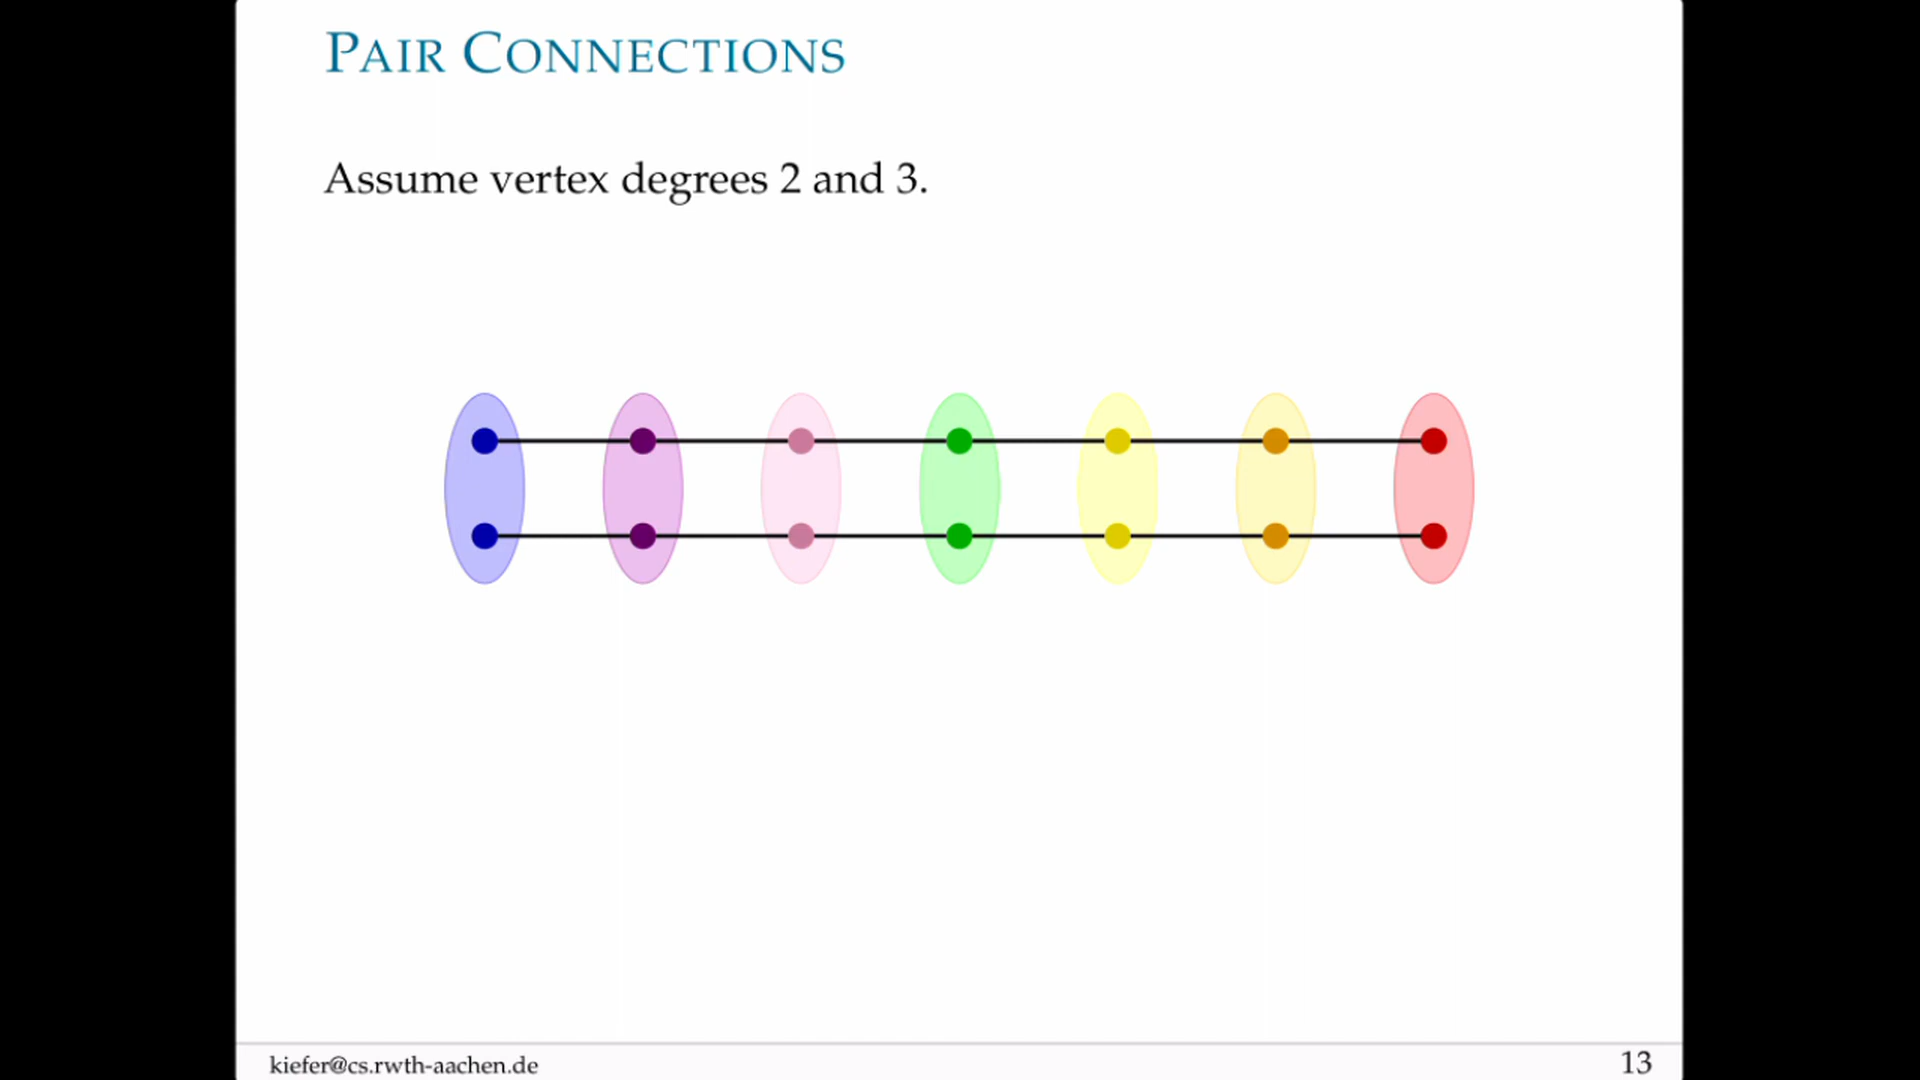 PAIR CONNECTIONS
Assume vertex degrees 2 and 3.
kiefer@cs.rwth-aachen.de
13